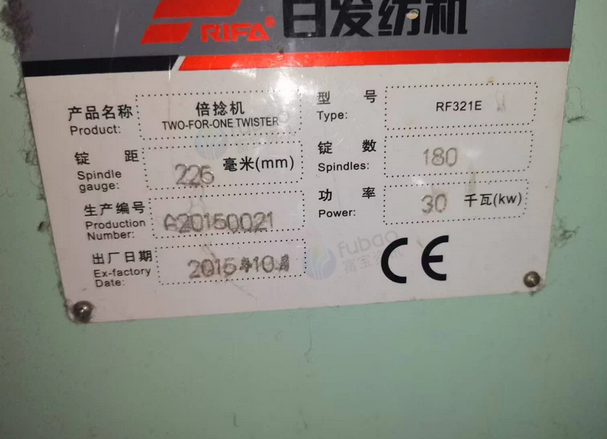 RIFA® 日发纺机
产品名称 倍捻机 型号 RF321E
Product: TWO-FOR-ONE TWISTER Type:
锭距 225 毫米(mm) 锭数 180
Spindle gauge: Spindles:
生产编号 A20150021 功率 30 千瓦(kw)
Production Number: Power:
出厂日期 2015年10月
Ex-factory Date: CE
fubao
富宝